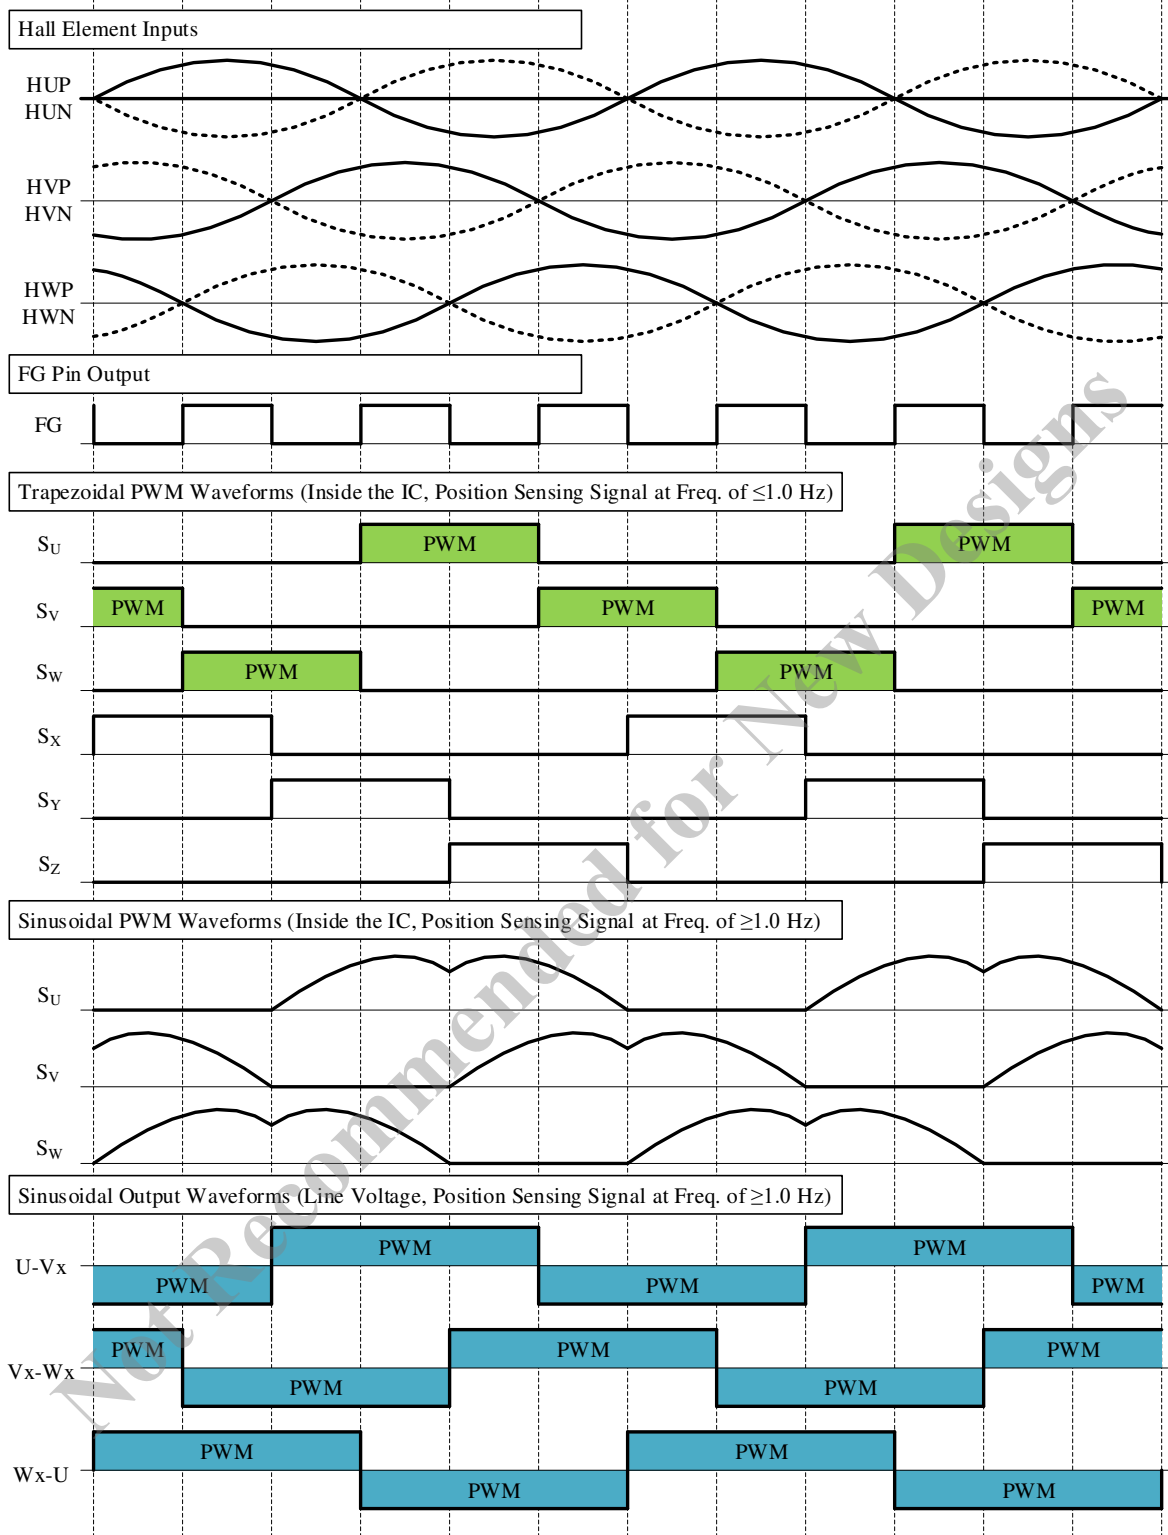 Hall Element Inputs
HUP
HUN
HVP
HVN
HWP
HWN
FG Pin Output
FG
Trapezoidal PWM Waveforms (Inside the IC, Position Sensing Signal at Freq. of ≤1.0 Hz)
SU PWM PWM
SV PWM PWM PWM
SW PWM PWM
SX
SY
SZ
Sinusoidal PWM Waveforms (Inside the IC, Position Sensing Signal at Freq. of ≥1.0 Hz)
SU
SV
SW
Sinusoidal Output Waveforms (Line Voltage, Position Sensing Signal at Freq. of ≥1.0 Hz)
PWM PWM
U-Vx
PWM PWM PWM
PWM PWM PWM
Vx-Wx
PWM PWM
PWM PWM
Wx-U
PWM PWM
Not Recommended for New Designs